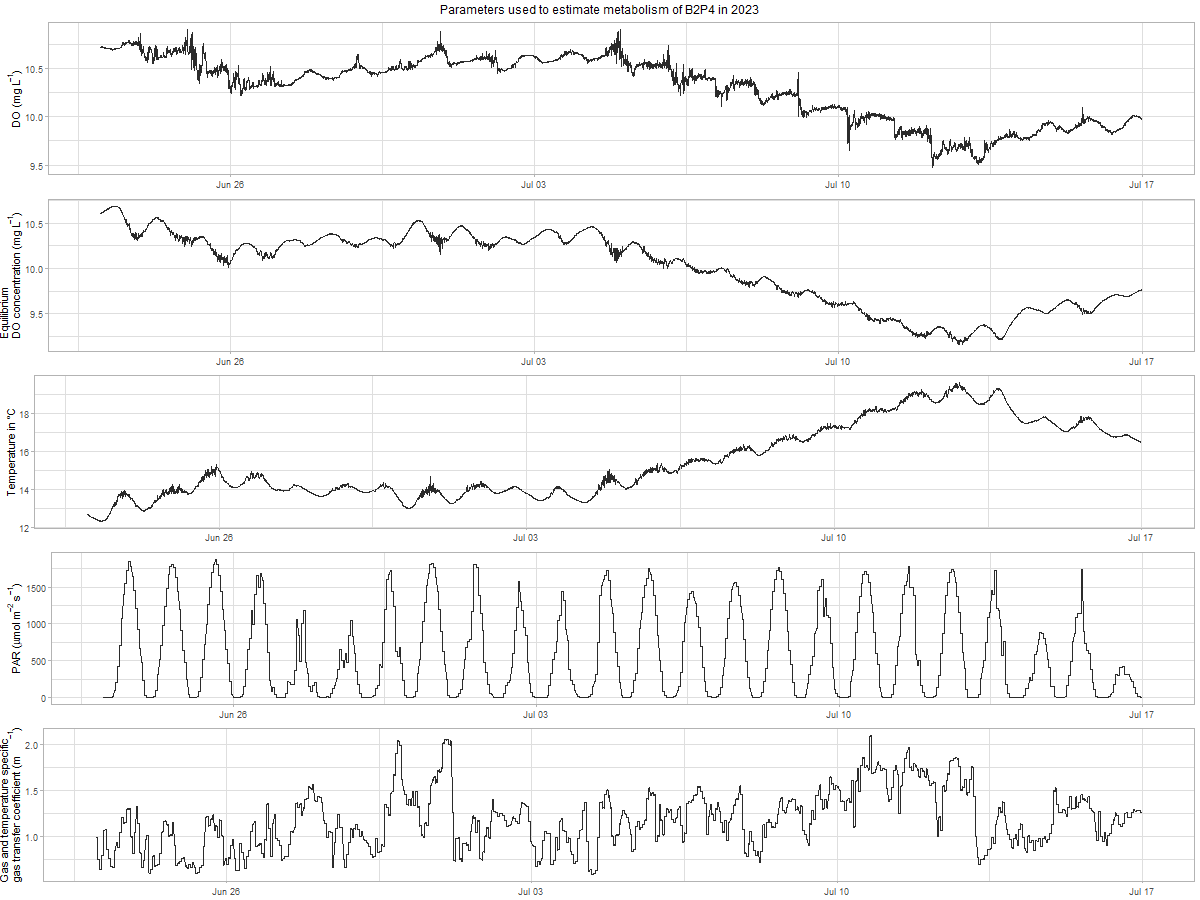 Parameters used to estimate metabolism of B2P4 in 2023
DO (mg L⁻¹)
10.5
10.0
9.5
Jun 26 Jul 03 Jul 10 Jul 17
Equilibrium
DO concentration (mg L⁻¹)
10.5
10.0
9.5
Jun 26 Jul 03 Jul 10 Jul 17
Temperature in °C
18
16
14
12
Jun 26 Jul 03 Jul 10 Jul 17
PAR (umol m⁻² s⁻¹)
1500
1000
500
0
Jun 26 Jul 03 Jul 10 Jul 17
Gas and temperature specific
gas transfer coefficient (m⁻¹)
2.0
1.5
1.0
Jun 26 Jul 03 Jul 10 Jul 17